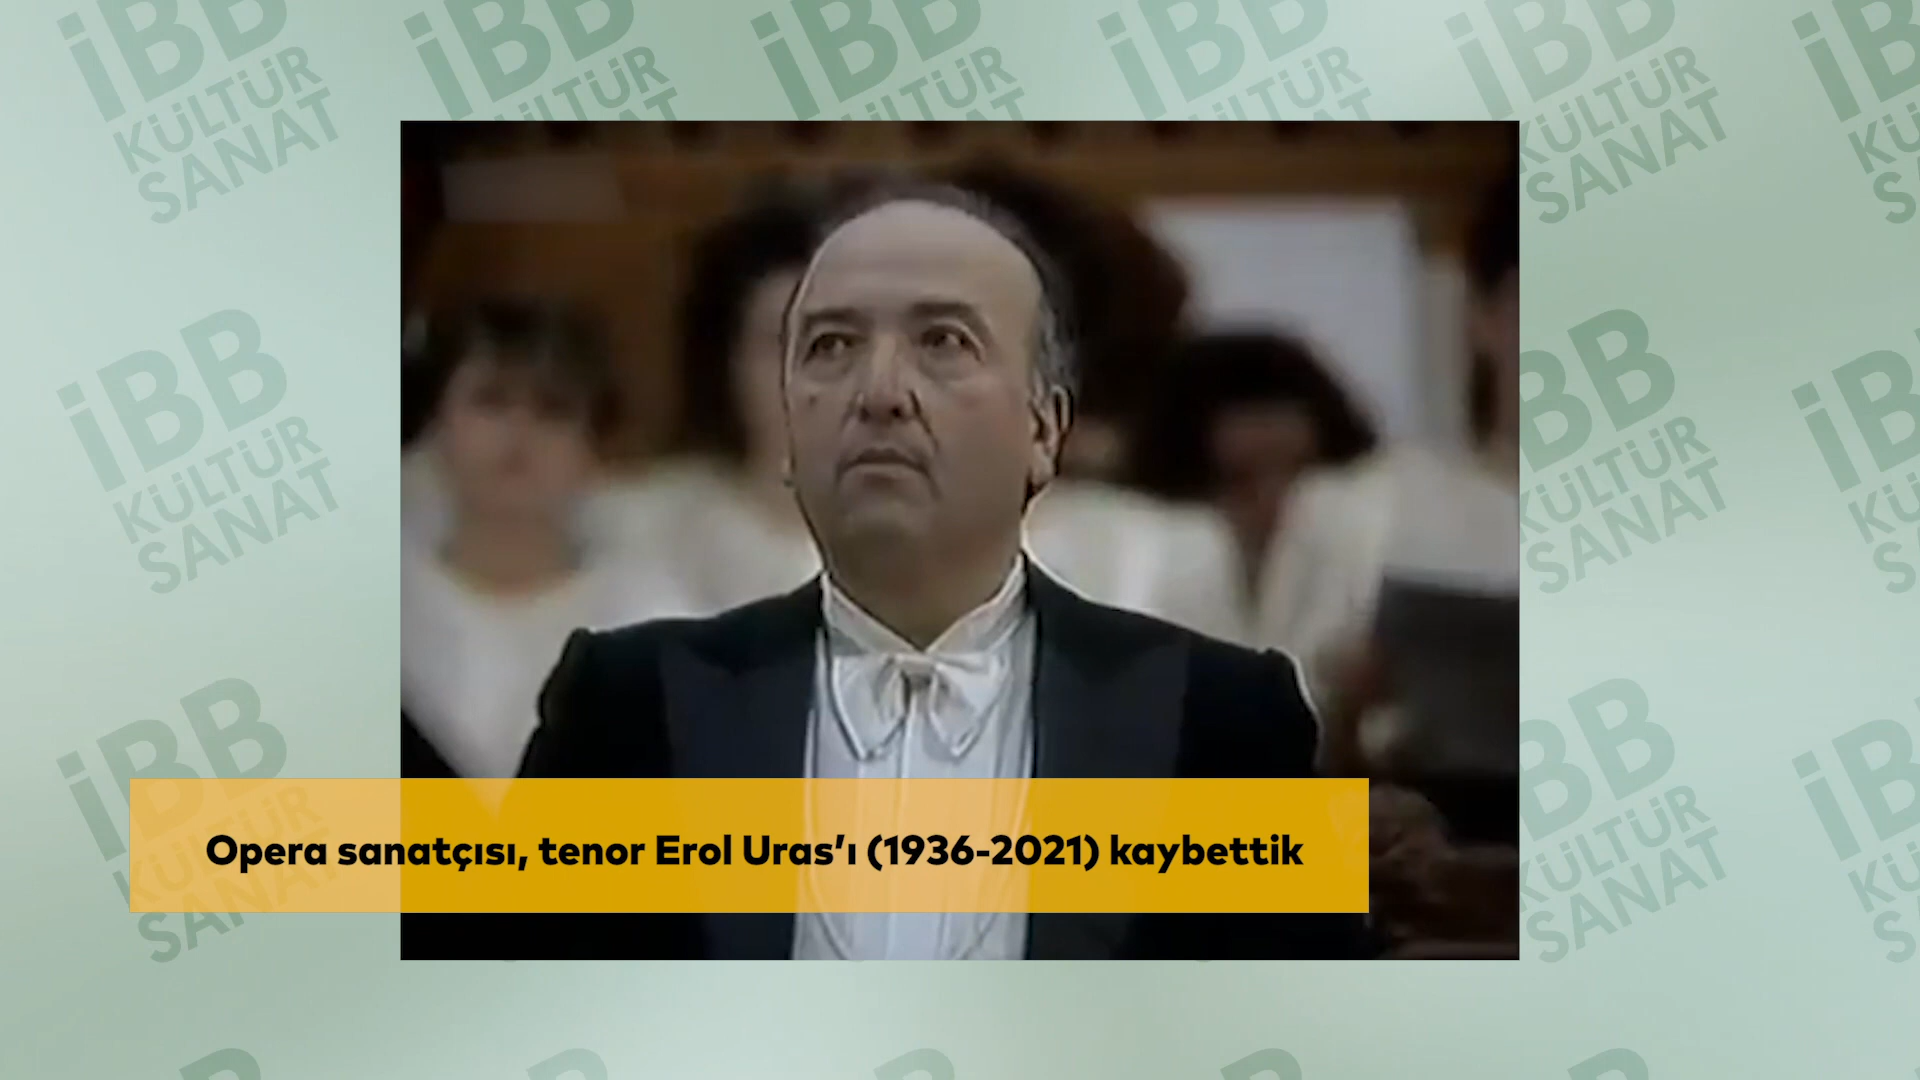 İBB
KÜLTÜR
SANAT
Opera sanatçısı, tenor Erol Uras’ı (1936-2021) kaybettik